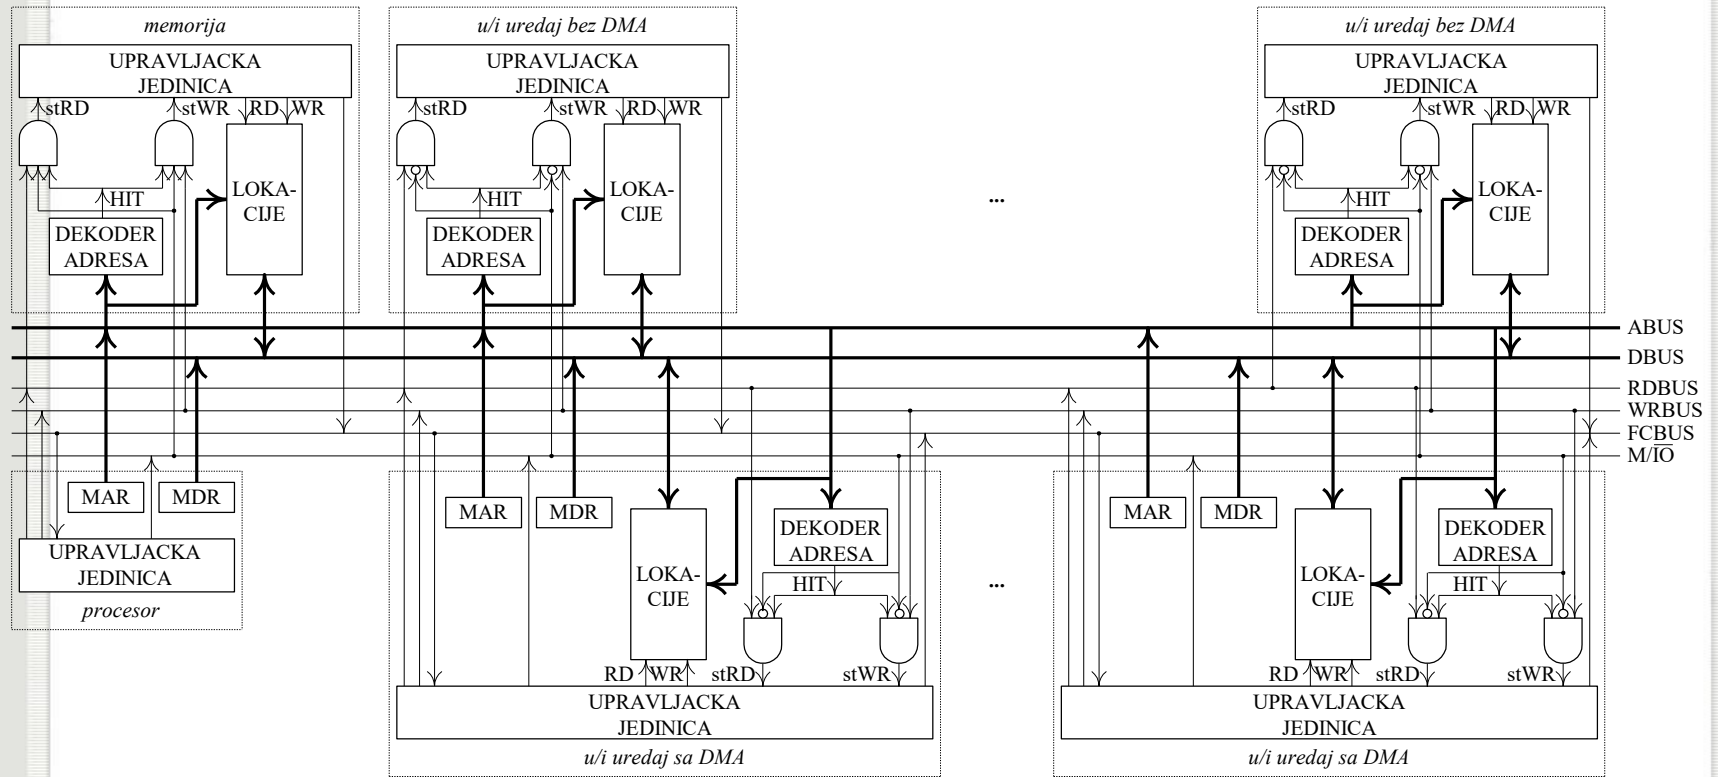 memorija
UPRAVLJACKA
JEDINICA
stRD
stWR
RD
WR
HIT
LOKA-
CIJE
DEKODER
ADRESA
u/i uredaj bez DMA
UPRAVLJACKA
JEDINICA
stRD
stWR
RD
WR
HIT
LOKA-
CIJE
DEKODER
ADRESA
...
u/i uredaj bez DMA
UPRAVLJACKA
JEDINICA
stRD
stWR
RD
WR
HIT
LOKA-
CIJE
DEKODER
ADRESA
ABUS
DBUS
RDBUS
WRBUS
FCBUS
M/I̅O̅
MAR
MDR
UPRAVLJACKA
JEDINICA
procesor
MAR
MDR
LOKA-
CIJE
DEKODER
ADRESA
HIT
RD
WR
stRD
stWR
UPRAVLJACKA
JEDINICA
u/i uredaj sa DMA
...
MAR
MDR
LOKA-
CIJE
DEKODER
ADRESA
HIT
RD
WR
stRD
stWR
UPRAVLJACKA
JEDINICA
u/i uredaj sa DMA